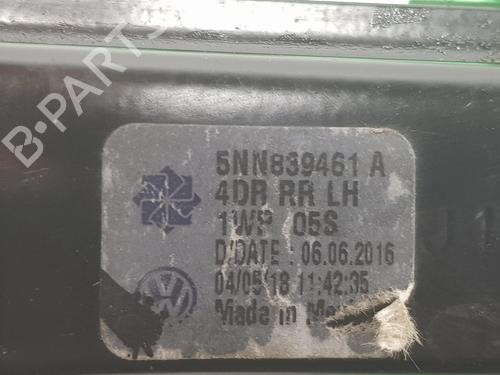 B-PARTS
5NN839461 A
4DR RR LH
1WP 05S
D/DATE : 06.06.2016
04/05/18 11:42:35
Made in